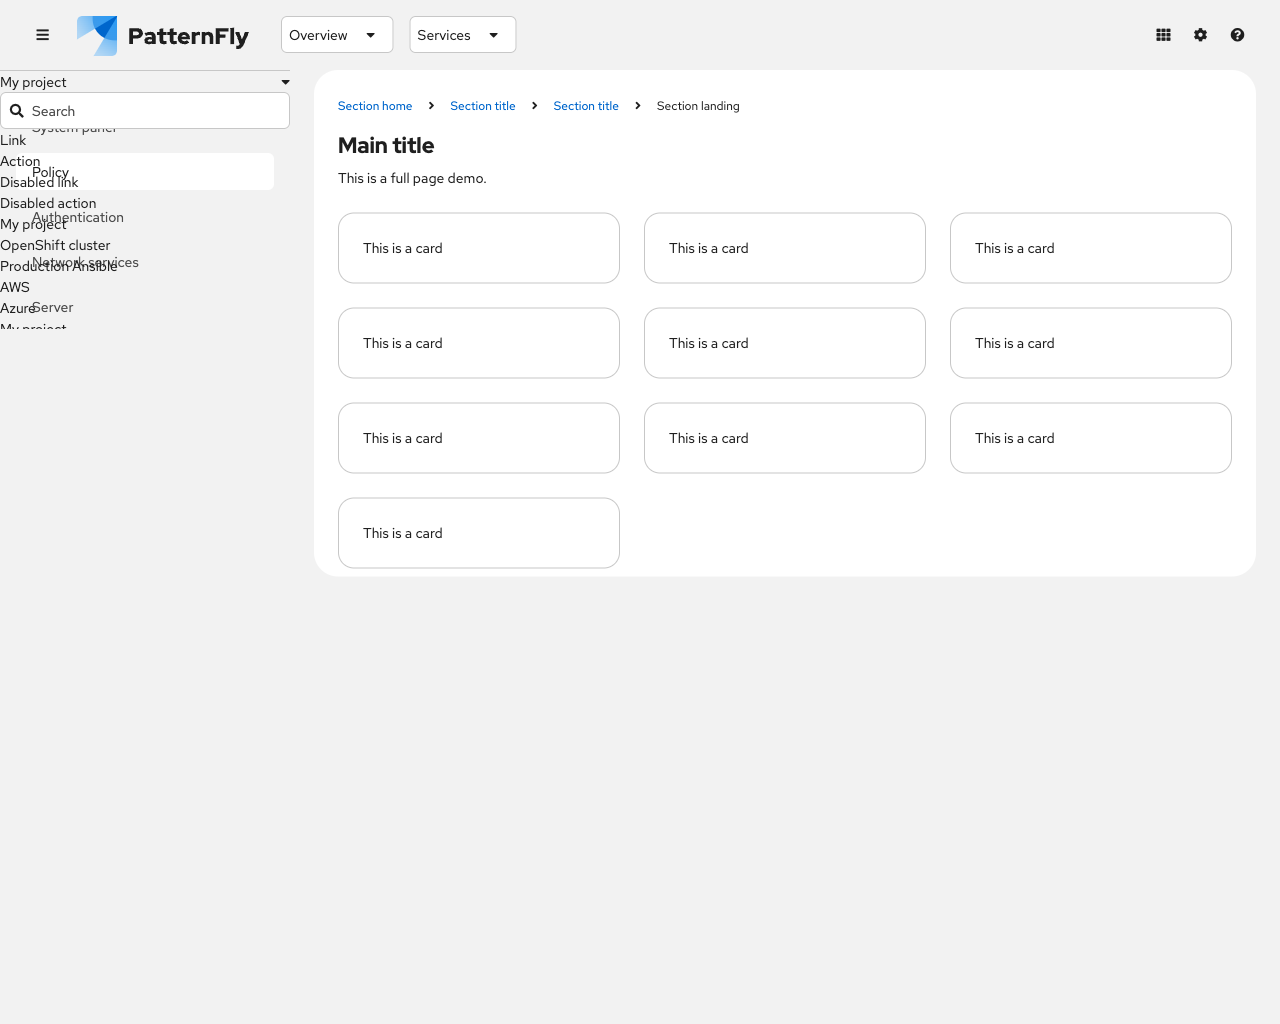 PatternFly
Overview
Services
My project
Search
System panel
Link
Action
Policy
Disabled link
Disabled action
Authentication
My project
OpenShift cluster
Network services
Production Ansible
AWS
Azure
Server
My project
Section home
Section title
Section title
Section landing
Main title
This is a full page demo.
This is a card
This is a card
This is a card
This is a card
This is a card
This is a card
This is a card
This is a card
This is a card
This is a card